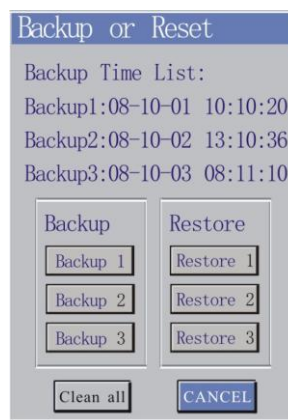 Backup or Reset
Backup Time List:
Backup1:08-10-01 10:10:20
Backup2:08-10-02 13:10:36
Backup3:08-10-03 08:11:10
Backup Restore
Backup 1 Restore 1
Backup 2 Restore 2
Backup 3 Restore 3
Clean all CANCEL